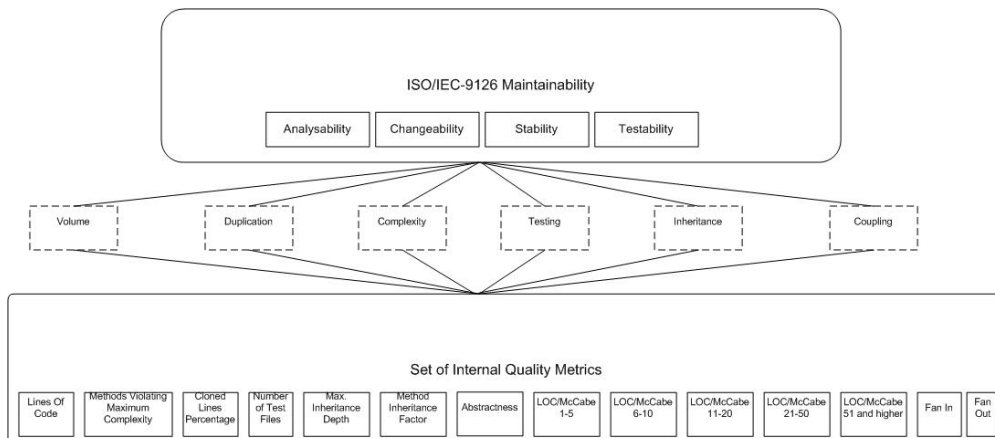 ISO/IEC-9126 Maintainability
Analysability
Changeability
Stability
Testability
Volume
Duplication
Complexity
Testing
Inheritance
Coupling
Set of Internal Quality Metrics
Lines Of
Code
Methods Violating
Maximum
Complexity
Cloned
Lines
Percentage
Number
of Test
Files
Max.
Inheritance
Depth
Method
Inheritance
Factor
Abstractness
LOC/McCabe
1-5
LOC/McCabe
6-10
LOC/McCabe
11-20
LOC/McCabe
21-50
LOC/McCabe
51 and higher
Fan In
Fan
Out